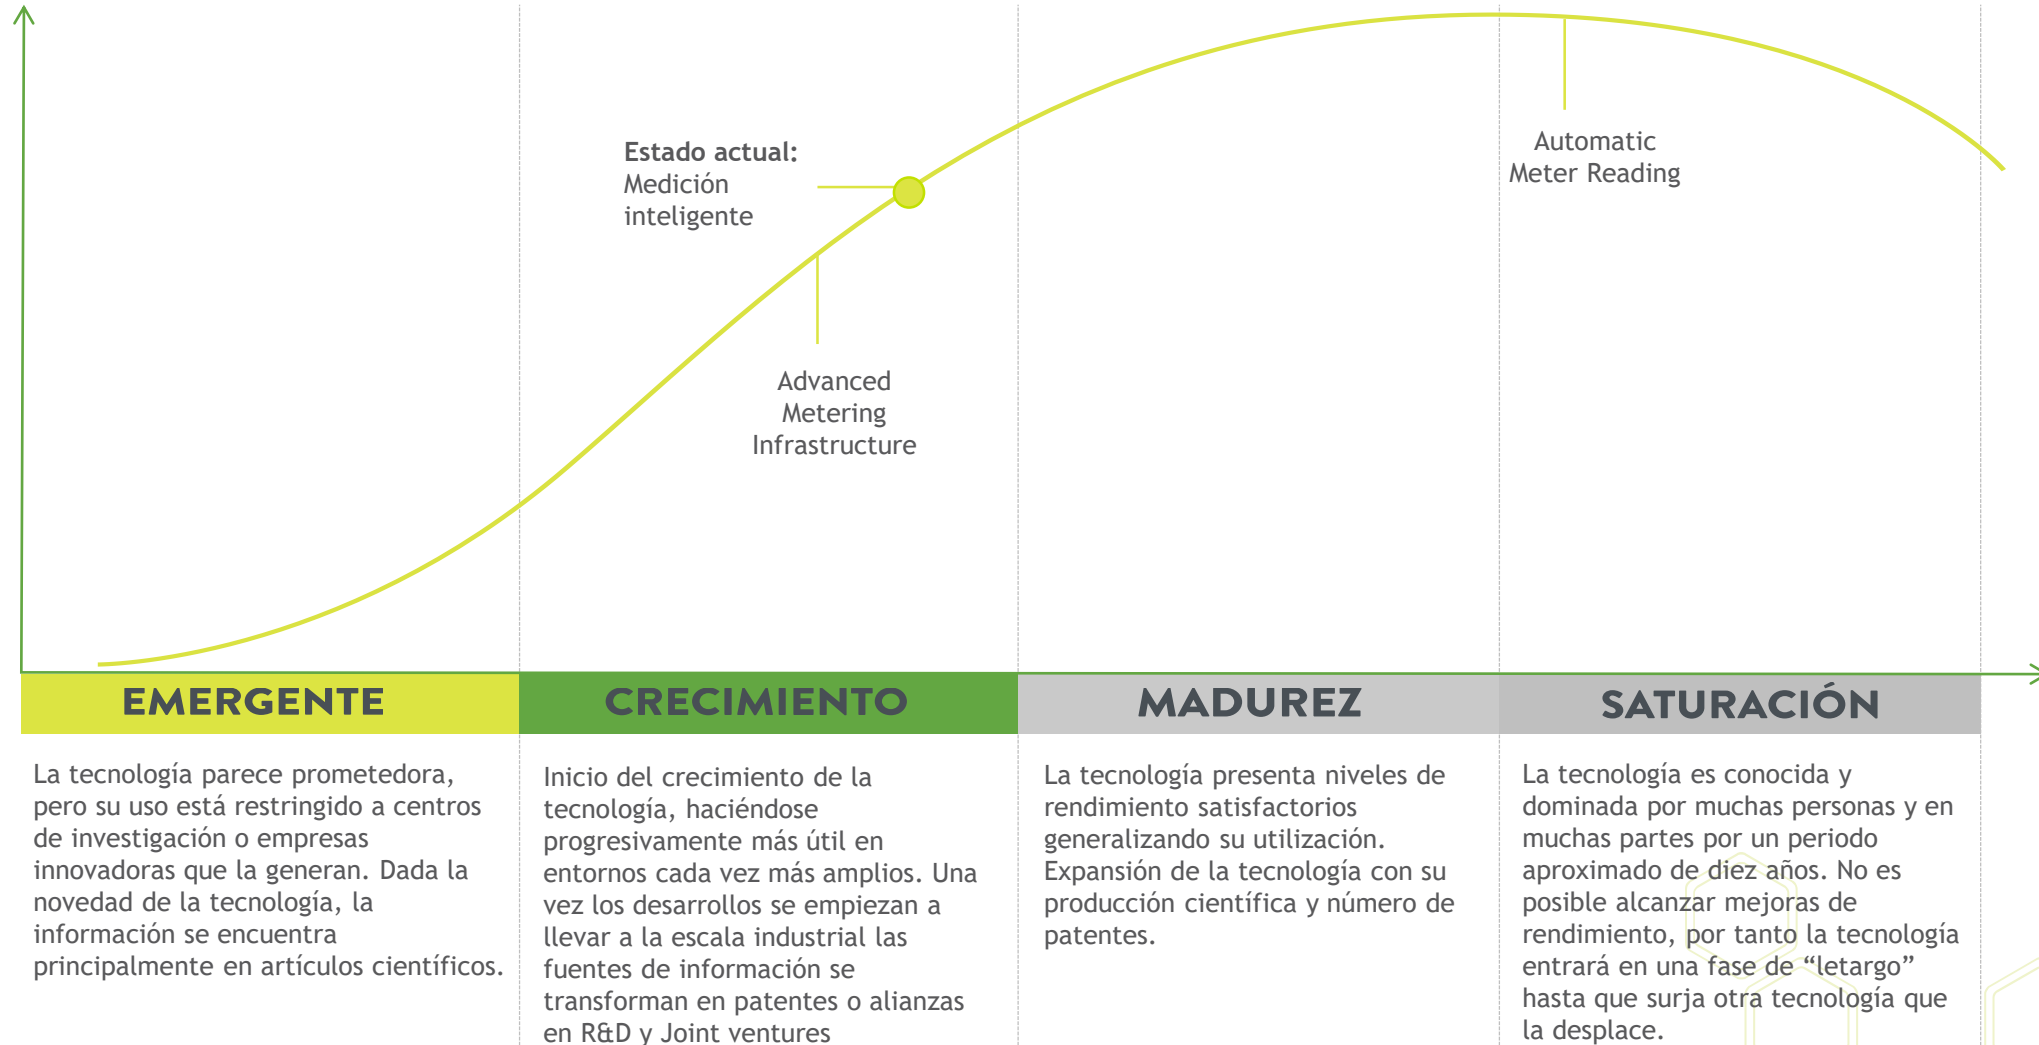 Estado actual:
Medición
inteligente
Advanced
Metering
Infrastructure
Automatic
Meter Reading
EMERGENTE
La tecnología parece prometedora,
pero su uso está restringido a centros
de investigación o empresas
innovadoras que la generan. Dada la
novedad de la tecnología, la
información se encuentra
principalmente en artículos científicos.
CRECIMIENTO
Inicio del crecimiento de la
tecnología, haciéndose
progresivamente más útil en
entornos cada vez más amplios. Una
vez los desarrollos se empiezan a
llevar a la escala industrial las
fuentes de información se
transforman en patentes o alianzas
en R&D y Joint ventures
MADUREZ
La tecnología presenta niveles de
rendimiento satisfactorios
generalizando su utilización.
Expansión de la tecnología con su
producción científica y número de
patentes.
SATURACIÓN
La tecnología es conocida y
dominada por muchas personas y en
muchas partes por un periodo
aproximado de diez años. No es
posible alcanzar mejoras de
rendimiento, por tanto la tecnología
entrará en una fase de “letargo”
hasta que surja otra tecnología que
la desplace.